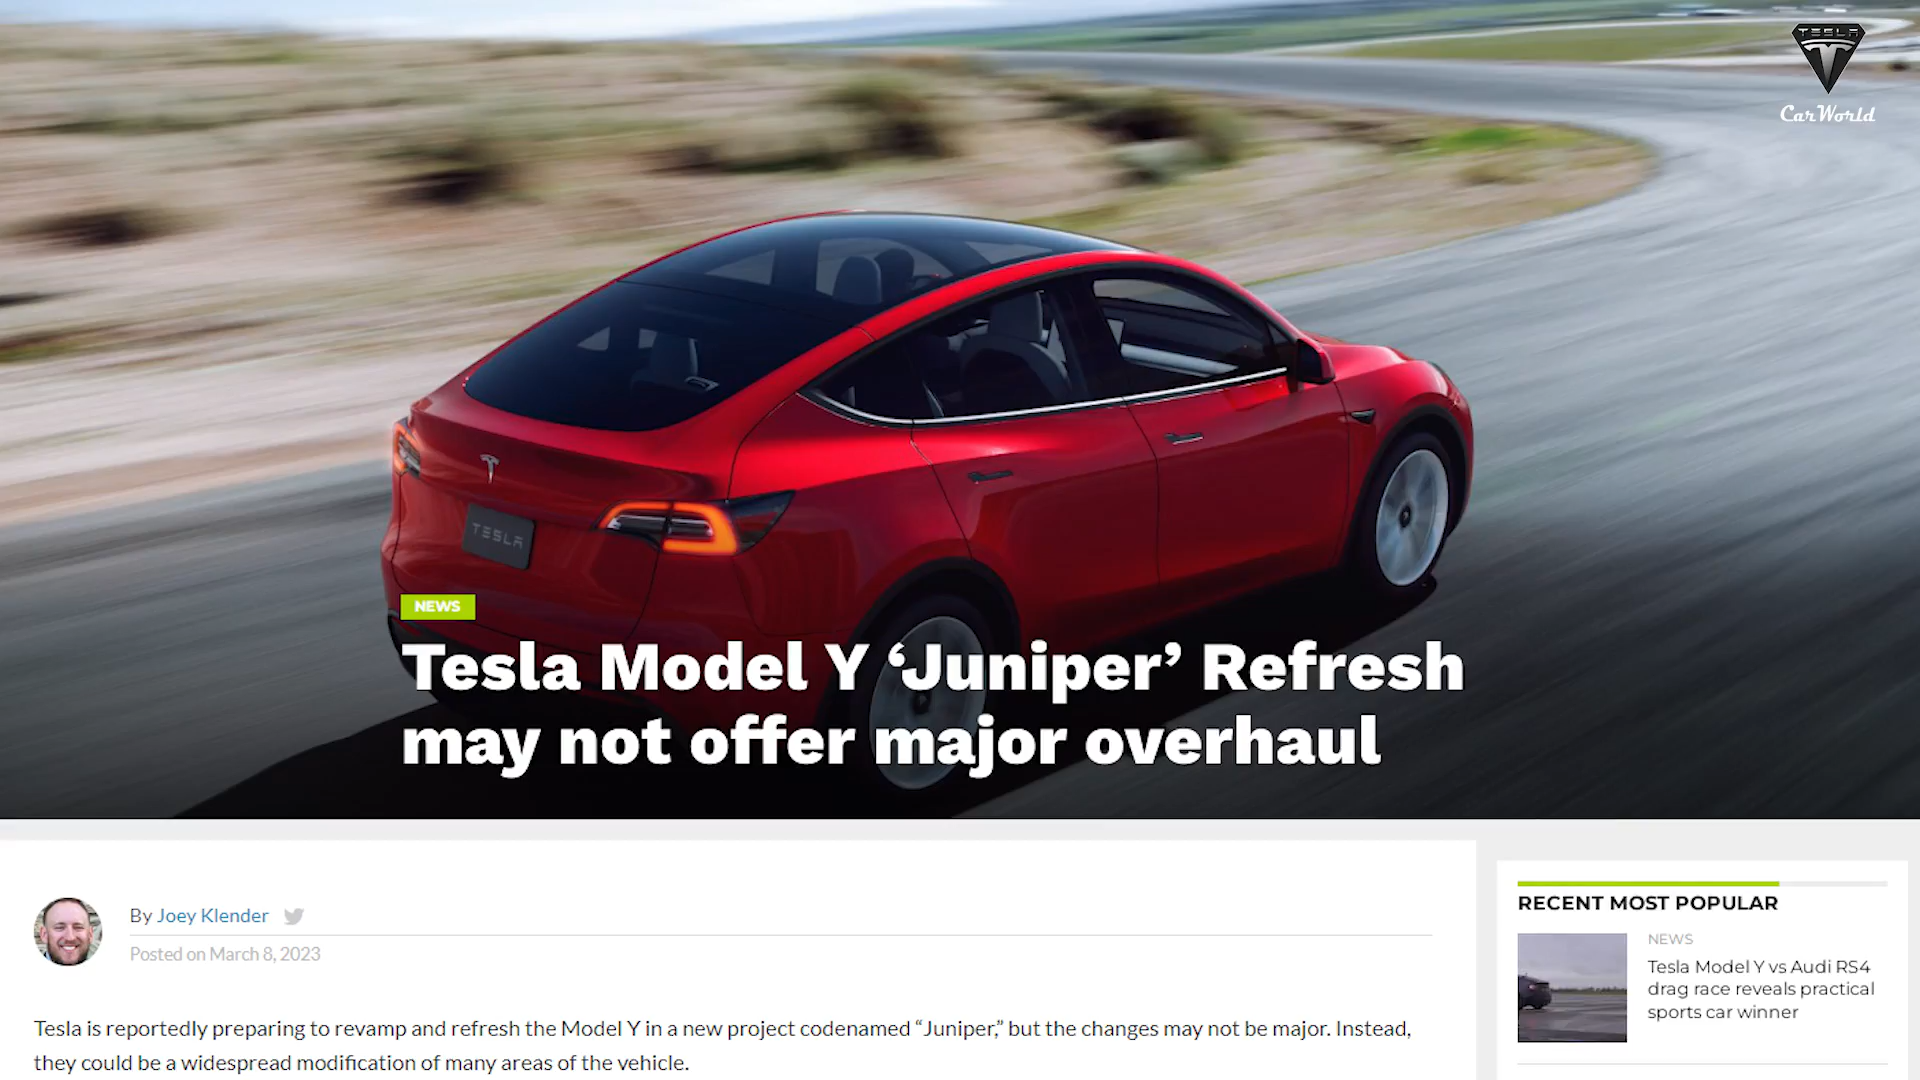 TESLA
CarWorld
TESLA
NEWS
Tesla Model Y ‘Juniper’ Refresh
may not offer major overhaul
By Joey Klender
Posted on March 8, 2023
Tesla is reportedly preparing to revamp and refresh the Model Y in a new project codenamed “Juniper,” but the changes may not be major. Instead,
they could be a widespread modification of many areas of the vehicle.
RECENT MOST POPULAR
NEWS
Tesla Model Y vs Audi RS4
drag race reveals practical
sports car winner